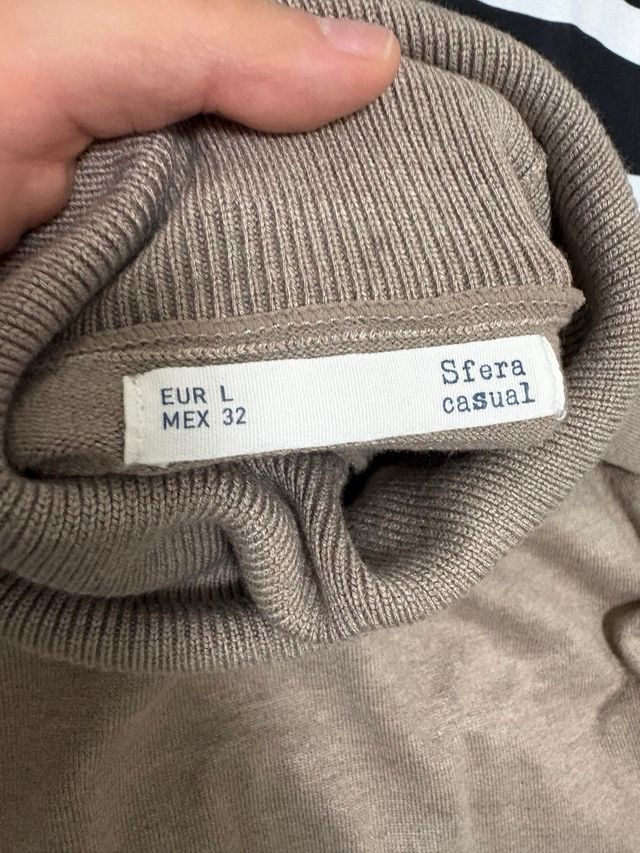 EUR L
MEX 32
Sfera
casual